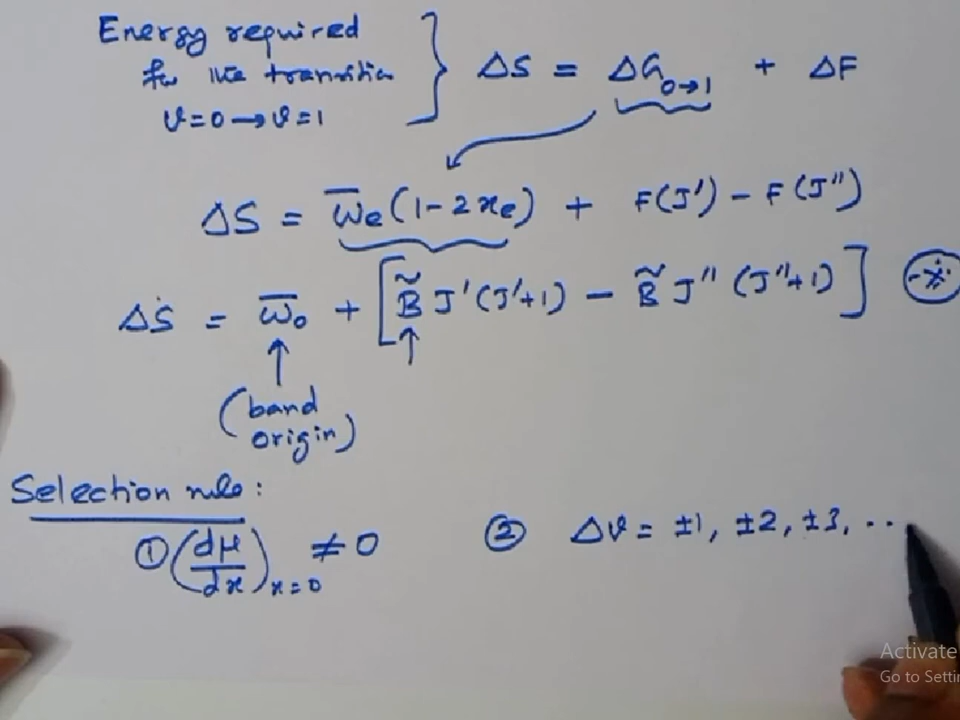 Energy required
for the transition } ΔS = ΔG₀→₁ + ΔF
v=0→v=1
ΔS = ω̄e(1-2xe) + F(J') - F(J'')
ΔS = ω̄₀ + [B̃ J'(J'+1) - B̃ J''(J''+1)]
(band
origin)
Selection rule :
① (dμ/dx)x=0 ≠ 0 ② Δv = ±1, ±2, ±3, ...
Activate
Go to Setti